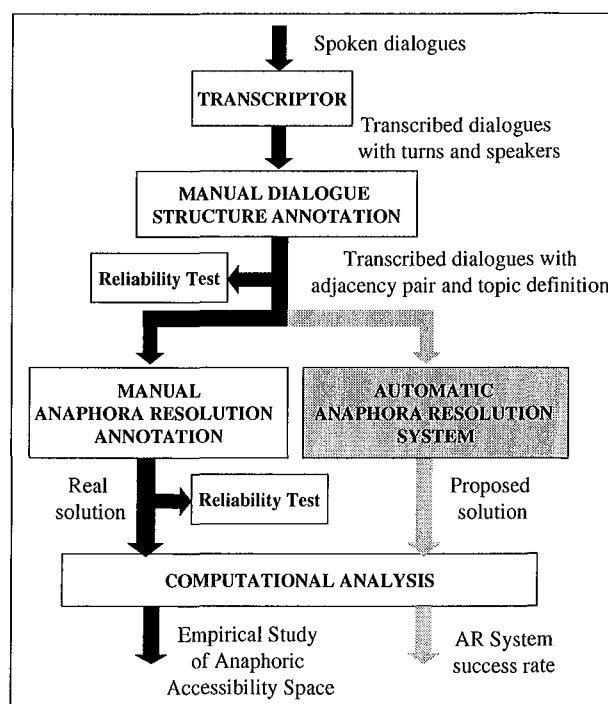 Spoken dialogues
TRANSCRIPTOR
Transcribed dialogues
with turns and speakers
MANUAL DIALOGUE
STRUCTURE ANNOTATION
Reliability Test
Transcribed dialogues with
adjacency pair and topic definition
MANUAL
ANAPHORA RESOLUTION
ANNOTATION
AUTOMATIC
ANAPHORA RESOLUTION
SYSTEM
Real
solution
Reliability Test
Proposed
solution
COMPUTATIONAL ANALYSIS
Empirical Study
of Anaphoric
Accessibility Space
AR System
success rate